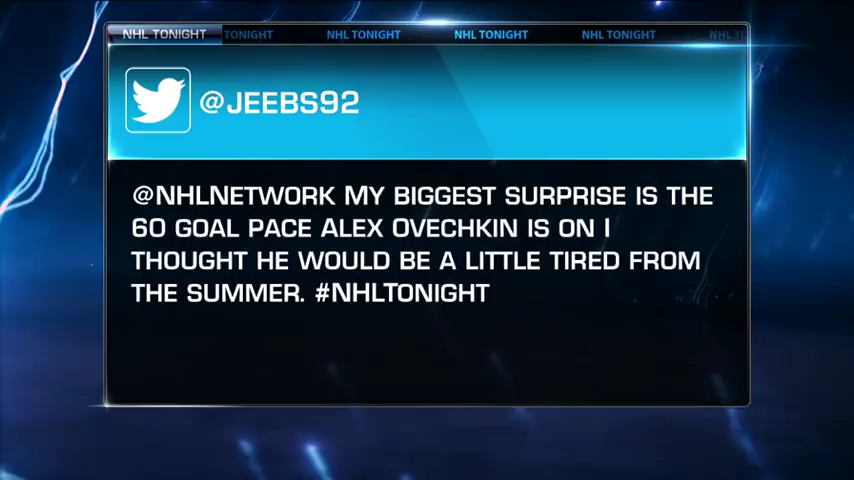 NHL TONIGHT TONIGHT NHL TONIGHT NHL TONIGHT NHL TONIGHT
@JEEBS92
@NHLNETWORK MY BIGGEST SURPRISE IS THE
60 GOAL PACE ALEX OVECHKIN IS ON I
THOUGHT HE WOULD BE A LITTLE TIRED FROM
THE SUMMER. #NHLTONIGHT